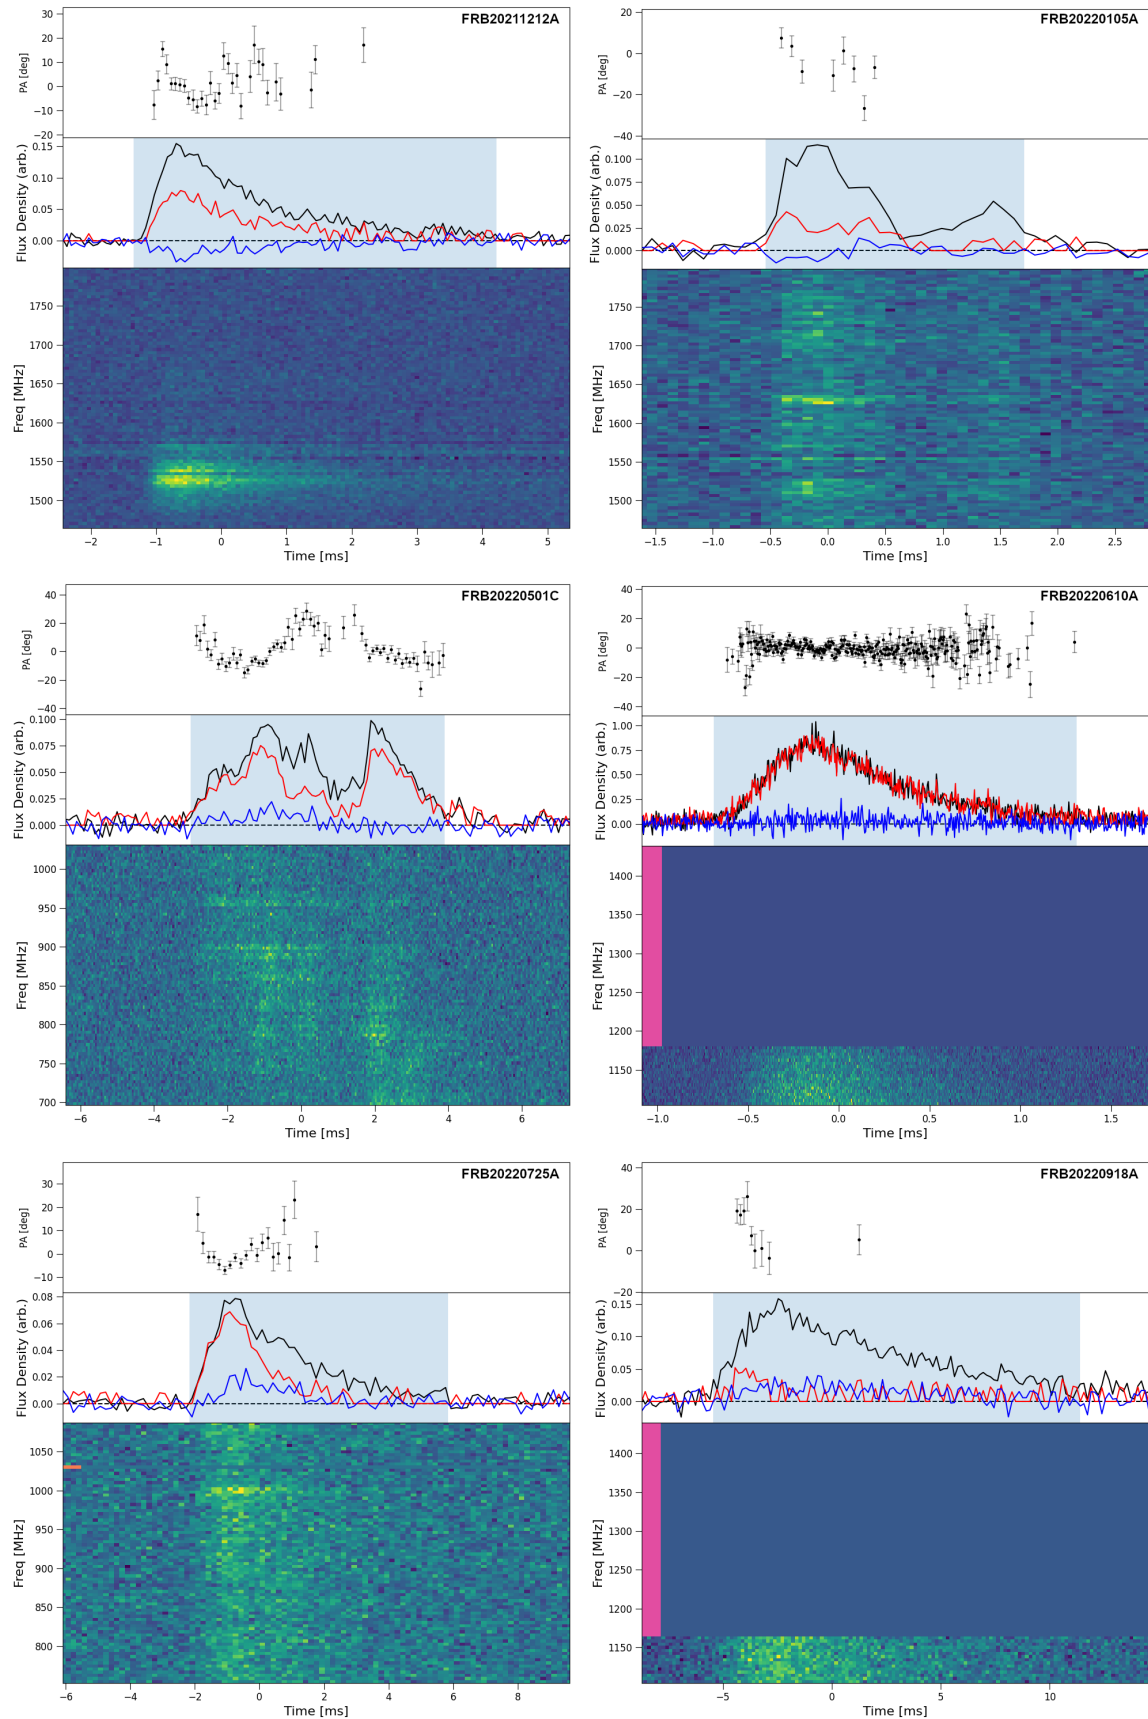 FRB20211212A
PA [deg]
30
20
10
0
−10
−20
Flux Density (arb.)
0.15
0.10
0.05
0.00
Freq [MHz]
1750
1700
1650
1600
1550
1500
−2 −1 0 1 2 3 4 5
Time [ms]
FRB20220105A
PA [deg]
20
0
−20
−40
Flux Density (arb.)
0.100
0.075
0.050
0.025
0.000
Freq [MHz]
1750
1700
1650
1600
1550
1500
−1.5 −1.0 −0.5 0.0 0.5 1.0 1.5 2.0 2.5
Time [ms]
FRB20220501C
PA [deg]
40
20
0
−20
−40
Flux Density (arb.)
0.100
0.075
0.050
0.025
0.000
Freq [MHz]
1000
950
900
850
800
750
700
−6 −4 −2 0 2 4 6
Time [ms]
FRB20220610A
PA [deg]
40
20
0
−20
−40
Flux Density (arb.)
1.00
0.75
0.50
0.25
0.00
Freq [MHz]
1400
1350
1300
1250
1200
1150
−1.0 −0.5 0.0 0.5 1.0 1.5
Time [ms]
FRB20220725A
PA [deg]
30
20
10
0
−10
Flux Density (arb.)
0.08
0.06
0.04
0.02
0.00
Freq [MHz]
1050
1000
950
900
850
800
−6 −4 −2 0 2 4 6 8
Time [ms]
FRB20220918A
PA [deg]
40
20
0
−20
Flux Density (arb.)
0.15
0.10
0.05
0.00
Freq [MHz]
1400
1350
1300
1250
1200
1150
−5 0 5 10
Time [ms]